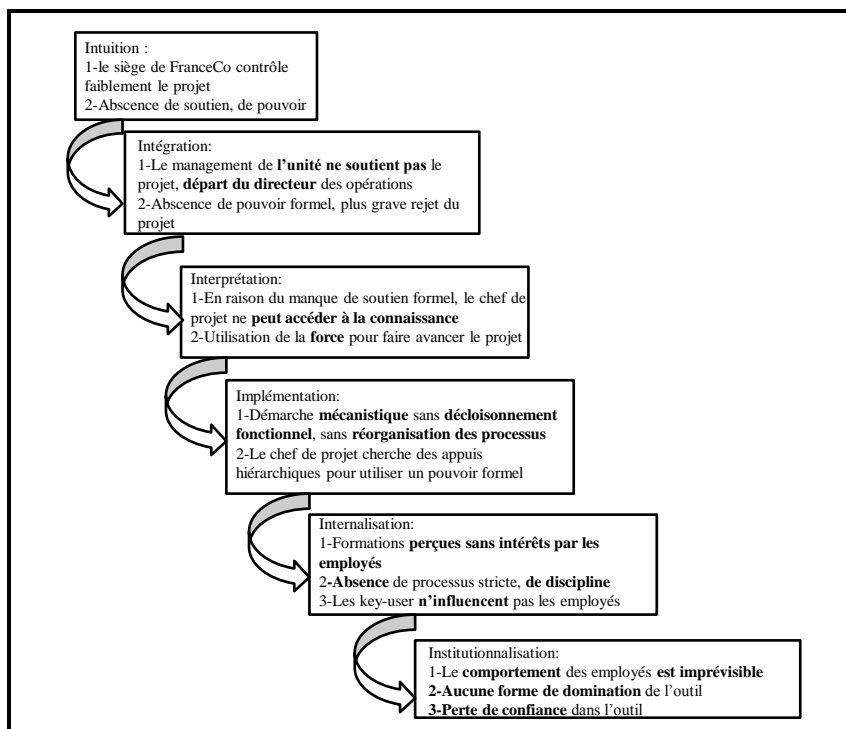 Intuition :
1-le siège de FranceCo contrôle
faiblement le projet
2-Abscence de soutien, de pouvoir
Intégration:
1-Le management de l'unité ne soutient pas le
projet, départ du directeur des opérations
2-Abscence de pouvoir formel, plus grave rejet du
projet
Interprétation:
1-En raison du manque de soutien formel, le chef de
projet ne peut accéder à la connaissance
2-Utilisation de la force pour faire avancer le projet
Implémentation:
1-Démarche mécanistique sans décloisonnement
fonctionnel, sans réorganisation des processus
2-Le chef de projet cherche des appuis
hiérarchiques pour utiliser un pouvoir formel
Internalisation:
1-Formations perçues sans intérêts par les
employés
2-Absence de processus stricte, de discipline
3-Les key-user n'influencent pas les employés
Institutionnalisation:
1-Le comportement des employés est imprévisible
2-Aucune forme de domination de l'outil
3-Perte de confiance dans l'outil